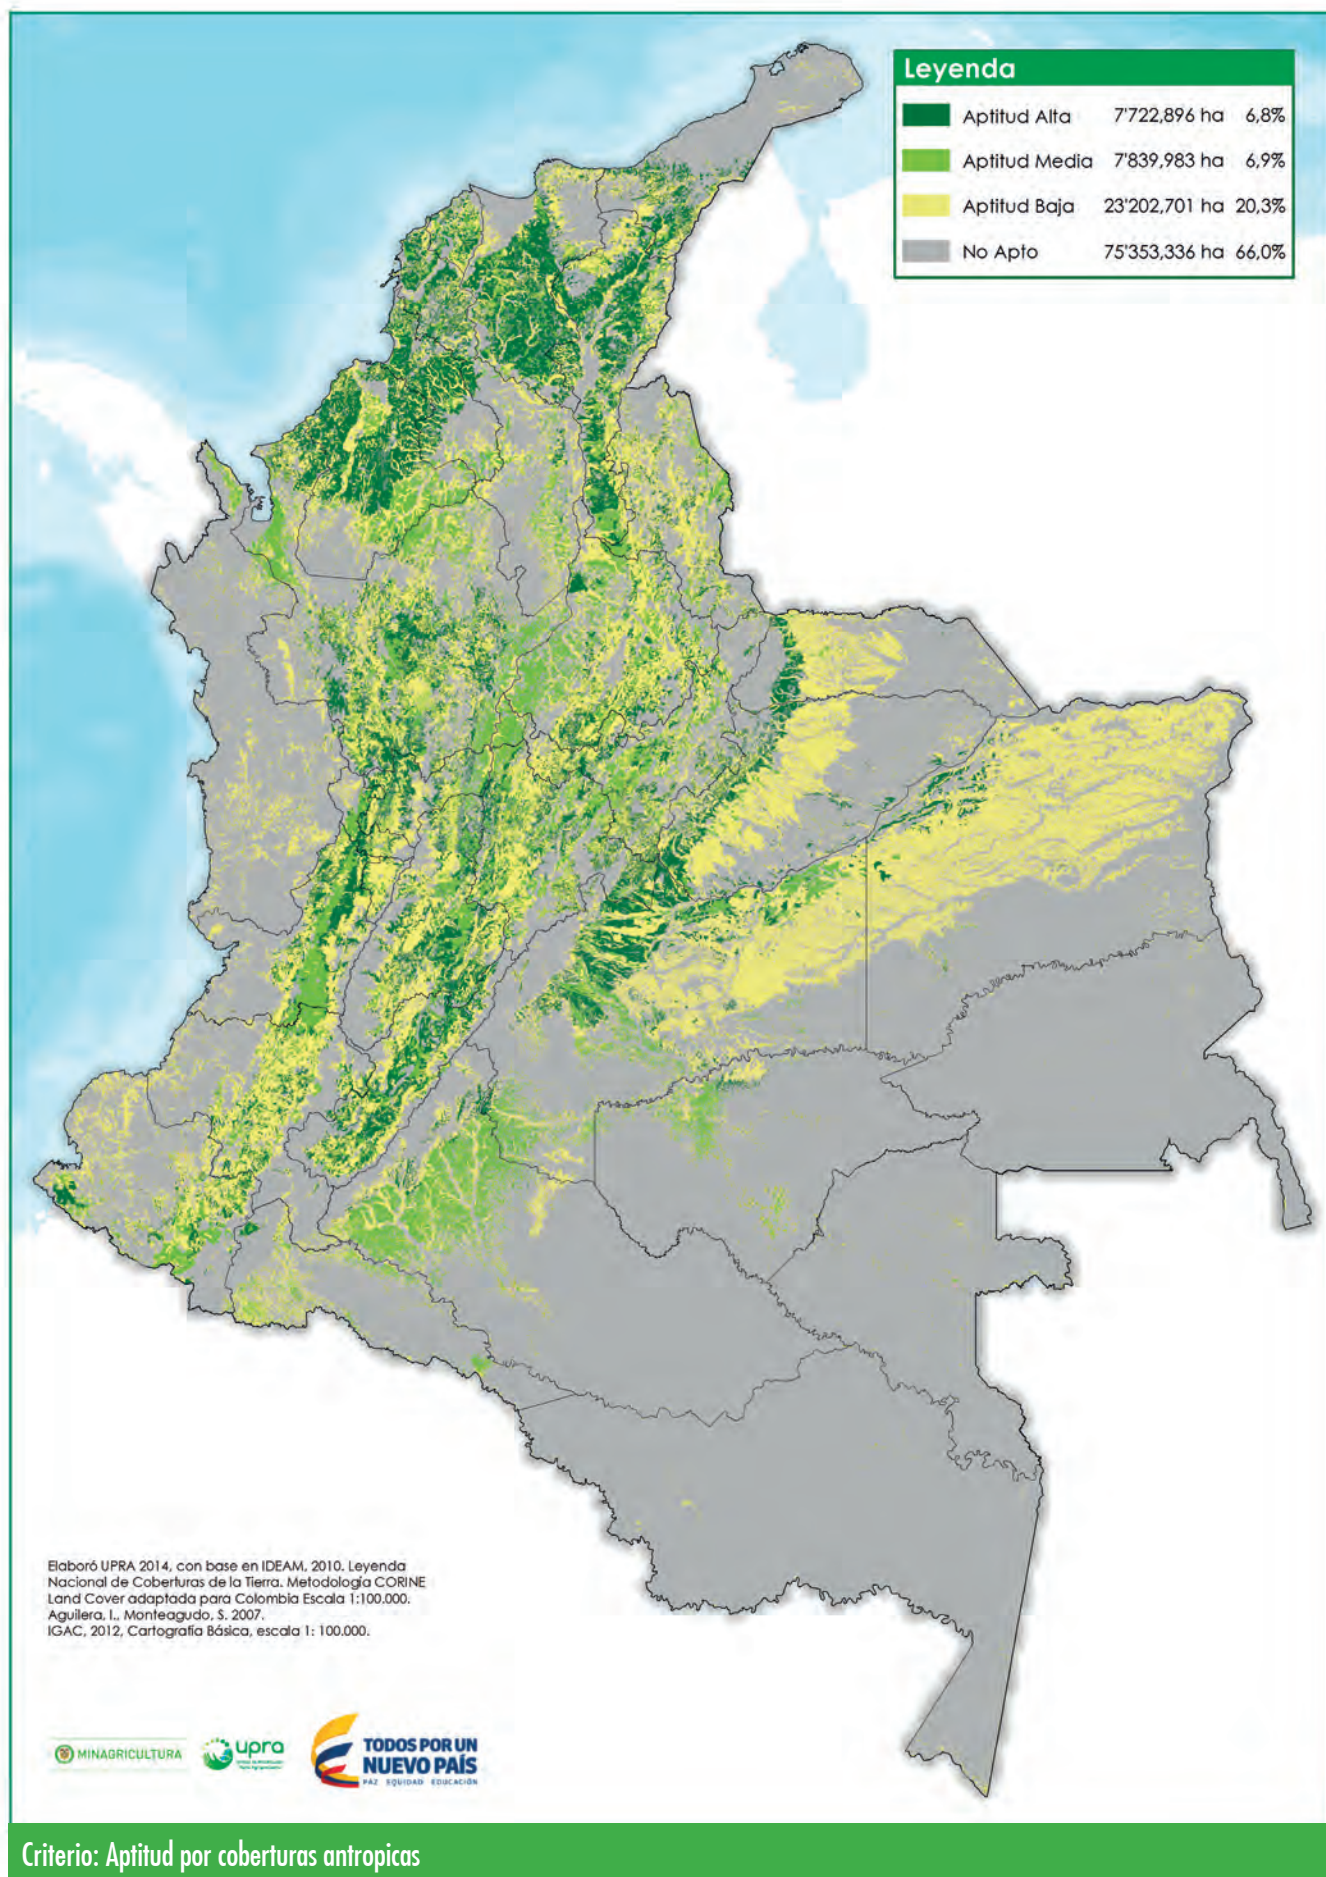 Leyenda
Aptitud Alta 7'722,896 ha 6,8%
Aptitud Media 7'839,983 ha 6,9%
Aptitud Baja 23'202,701 ha 20,3%
No Apto 75'353,336 ha 66,0%
Elaboró UPRA 2014, con base en IDEAM, 2010. Leyenda
Nacional de Coberturas de la Tierra. Metodología CORINE
Land Cover adaptada para Colombia Escala 1:100.000.
Aguilera, I., Monteagudo, S. 2007.
IGAC, 2012, Cartografía Básica, escala 1: 100.000.
MINAGRICULTURA
upra
TODOS POR UN
NUEVO PAÍS
PAZ EQUIDAD EDUCACIÓN
Criterio: Aptitud por coberturas antropicas